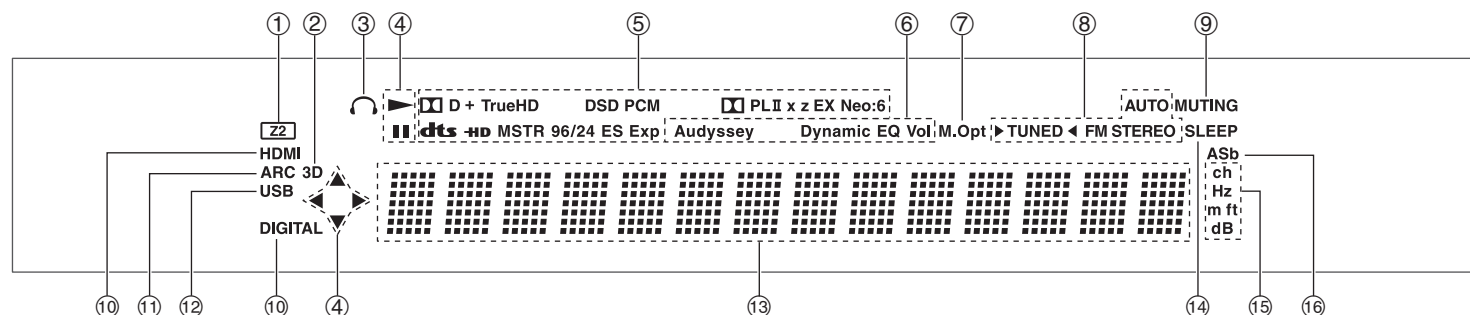 ① ② ③ ④ ⑤ ⑥ ⑦ ⑧ ⑨
D + TrueHD DSD PCM PLII x z EX Neo:6 AUTO MUTING
Z2 dts -HD MSTR 96/24 ES Exp Audyssey Dynamic EQ Vol M.Opt TUNED FM STEREO SLEEP
HDMI ASb
ARC 3D ch
USB Hz
m ft
DIGITAL dB
⑩ ⑪ ⑫ ⑩ ④ ⑬ ⑭ ⑮ ⑯